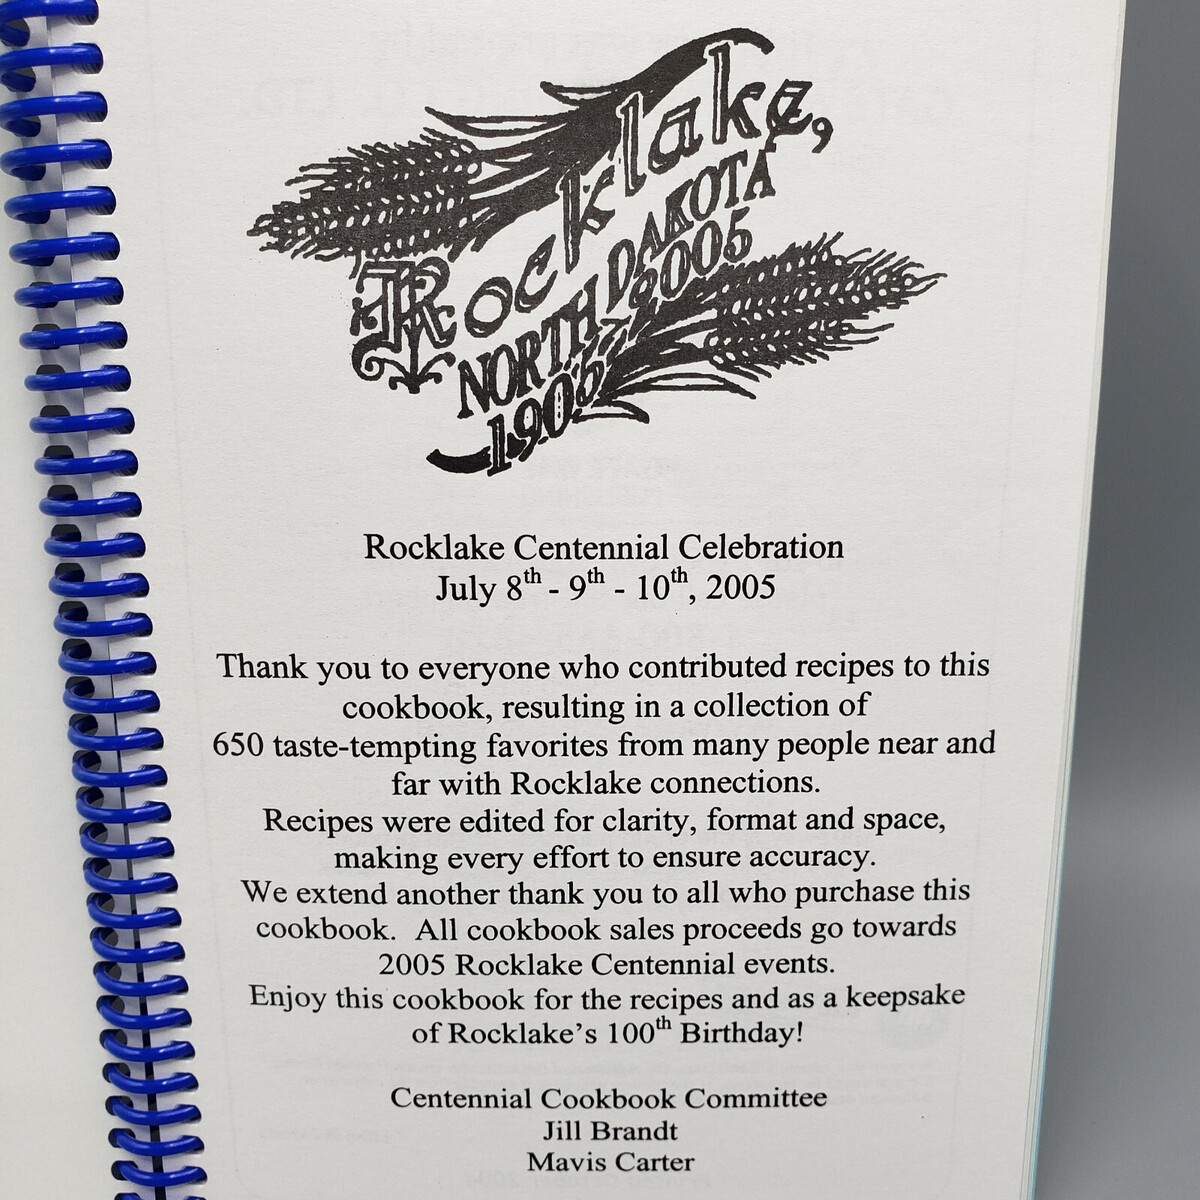 Rocklake,
NORTH DAKOTA
1905-2005
Rocklake Centennial Celebration
July 8th - 9th - 10th, 2005
Thank you to everyone who contributed recipes to this
cookbook, resulting in a collection of
650 taste-tempting favorites from many people near and
far with Rocklake connections.
Recipes were edited for clarity, format and space,
making every effort to ensure accuracy.
We extend another thank you to all who purchase this
cookbook.  All cookbook sales proceeds go towards
2005 Rocklake Centennial events.
Enjoy this cookbook for the recipes and as a keepsake
of Rocklake's 100th Birthday!
Centennial Cookbook Committee
Jill Brandt
Mavis Carter